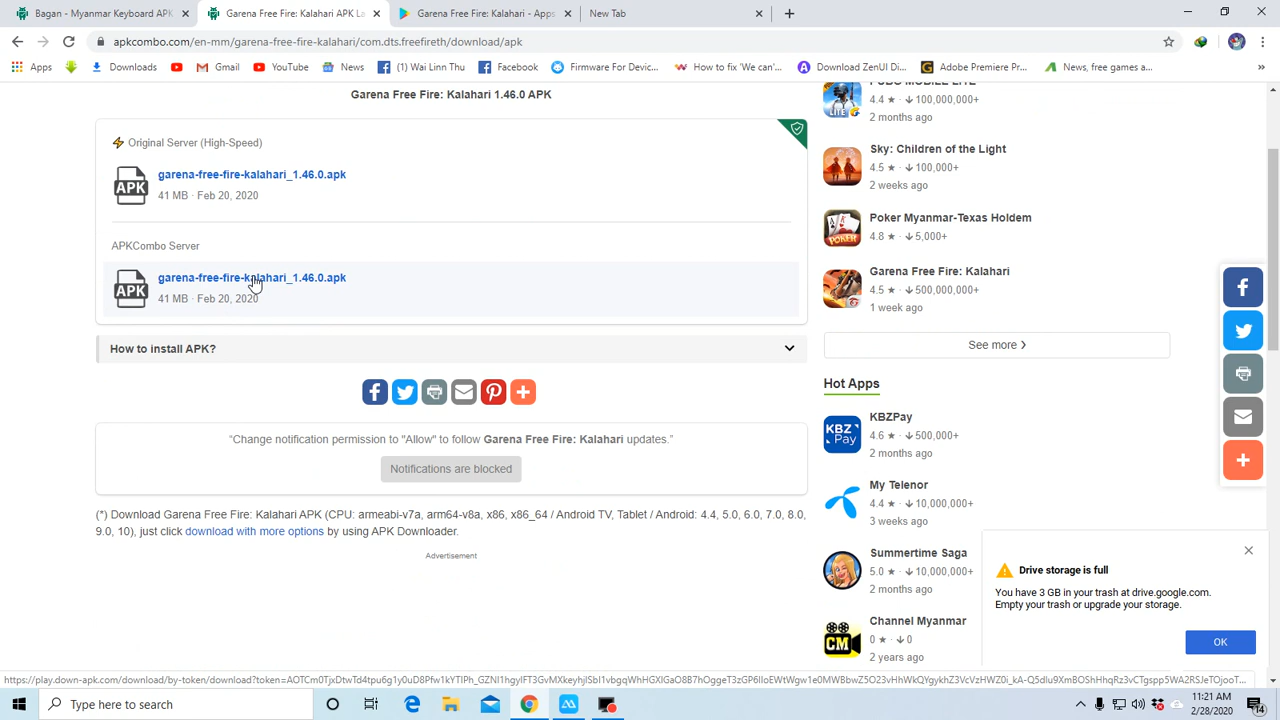 Bagan - Myanmar Keyboard APK
Garena Free Fire: Kalahari APK La
Garena Free Fire: Kalahari - Apps
New Tab
apkcombo.com/en-mm/garena-free-fire-kalahari/com.dts.freefireth/download/apk
Apps
Downloads
Gmail
YouTube
News
(1) Wai Linn Thu
Facebook
Firmware For Devic...
How to fix 'We can'...
Download ZenUI Di...
Adobe Premiere Pr...
News, free games a...
Garena Free Fire: Kalahari 1.46.0 APK
Original Server (High-Speed)
APK
garena-free-fire-kalahari_1.46.0.apk
41 MB · Feb 20, 2020
APKCombo Server
APK
garena-free-fire-kalahari_1.46.0.apk
41 MB · Feb 20, 2020
How to install APK?
“Change notification permission to "Allow" to follow Garena Free Fire: Kalahari updates.”
Notifications are blocked
(*) Download Garena Free Fire: Kalahari APK (CPU: armeabi-v7a, arm64-v8a, x86, x86_64 / Android TV, Tablet / Android: 4.4, 5.0, 6.0, 7.0, 8.0,
9.0, 10), just click download with more options by using APK Downloader.
Advertisement
PUBG MOBILE LITE
4.4 ★ · 100,000,000+
2 months ago
Sky: Children of the Light
4.5 ★ · 100,000+
2 weeks ago
Poker Myanmar-Texas Holdem
4.8 ★ · 5,000+
Garena Free Fire: Kalahari
4.5 ★ · 500,000,000+
1 week ago
See more
Hot Apps
KBZ Pay
KBZPay
4.6 ★ · 500,000+
2 months ago
My Telenor
4.4 ★ · 10,000,000+
3 weeks ago
Summertime Saga
5.0 ★ · 10,000,000+
2 months ago
CM
Channel Myanmar
0 ★ · 0
2 years ago
Drive storage is full
You have 3 GB in your trash at drive.google.com.
Empty your trash or upgrade your storage.
OK
Type here to search
11:21 AM
2/28/2020
14